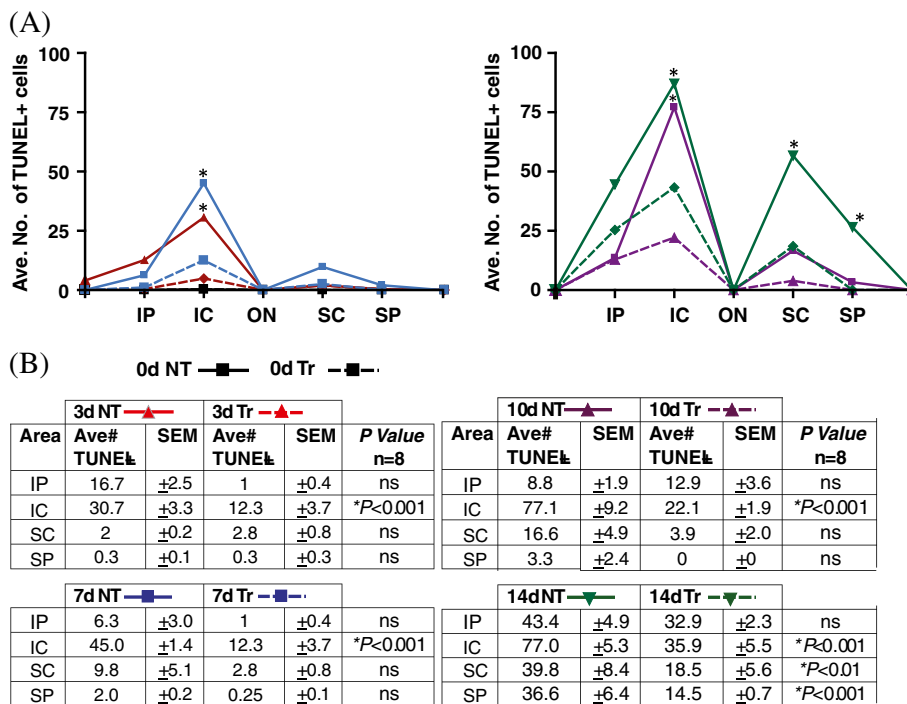 (A)
Ave. No. of TUNEL+ cells
100
75
50
25
0
*
*
IP IC ON SC SP
Ave. No. of TUNEL+ cells
100
75
50
25
0
*
*
*
*
IP IC ON SC SP
(B)
0d NT 0d Tr
3d NT 3d Tr
Area Ave# TUNEL+ SEM Ave# TUNEL+ SEM P Value n=8
IP 16.7 ±2.5 1 ±0.4 ns
IC 30.7 ±3.3 12.3 ±3.7 *P<0.001
SC 2 ±0.2 2.8 ±0.8 ns
SP 0.3 ±0.1 0.3 ±0.3 ns
7d NT 7d Tr
IP 6.3 ±3.0 1 ±0.4 ns
IC 45.0 ±1.4 12.3 ±3.7 *P<0.001
SC 9.8 ±5.1 2.8 ±0.8 ns
SP 2.0 ±0.2 0.25 ±0.1 ns
10d NT 10d Tr
Area Ave# TUNEL+ SEM Ave# TUNEL+ SEM P Value n=8
IP 8.8 ±1.9 12.9 ±3.6 ns
IC 77.1 ±9.2 22.1 ±1.9 *P<0.001
SC 16.6 ±4.9 3.9 ±2.0 ns
SP 3.3 ±2.4 0 ±0 ns
14dNT 14dTr
IP 43.4 ±4.9 32.9 ±2.3 ns
IC 77.0 ±5.3 35.9 ±5.5 *P<0.001
SC 39.8 ±8.4 18.5 ±5.6 *P<0.01
SP 36.6 ±6.4 14.5 ±0.7 *P<0.001